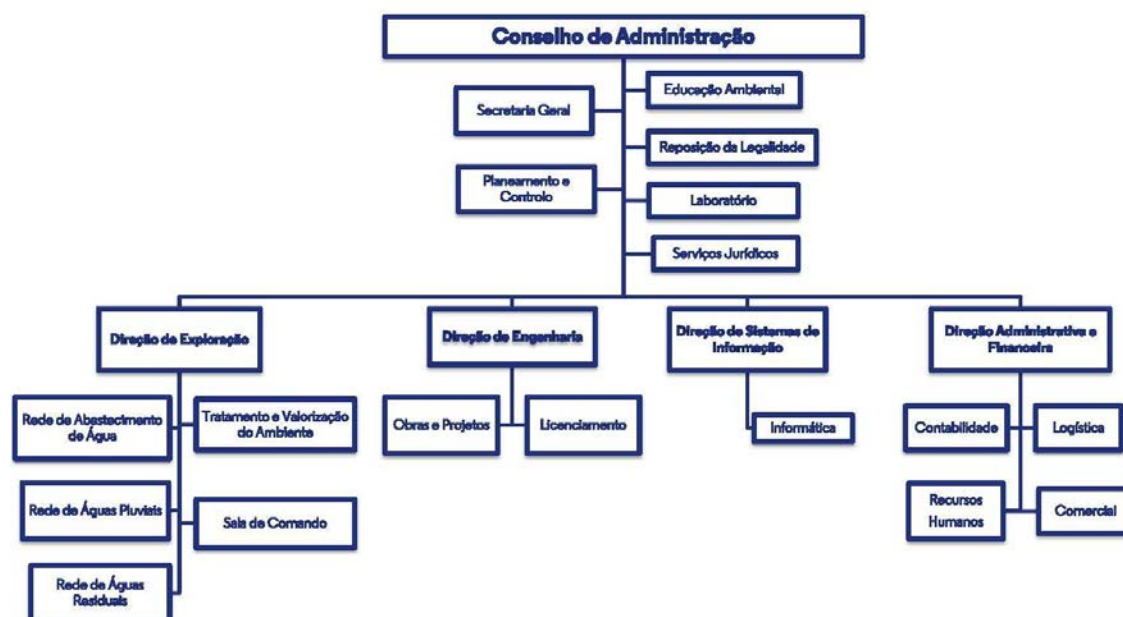 Conselho de Administração
Educação Ambiental
Secretaria Geral
Reposição da Legalidade
Planeamento e
Controlo
Laboratório
Serviços Jurídicos
Direção de Exploração
Direção de Engenharia
Direção de Sistemas de
Informação
Direção Administrativa e
Financeira
Rede de Abastecimento
de Água
Tratamento e Valorização
do Ambiente
Obras e Projetos
Licenciamento
Informática
Contabilidade
Logística
Rede de Águas Pluviais
Sala de Comando
Recursos
Humanos
Comercial
Rede de Águas
Residuais